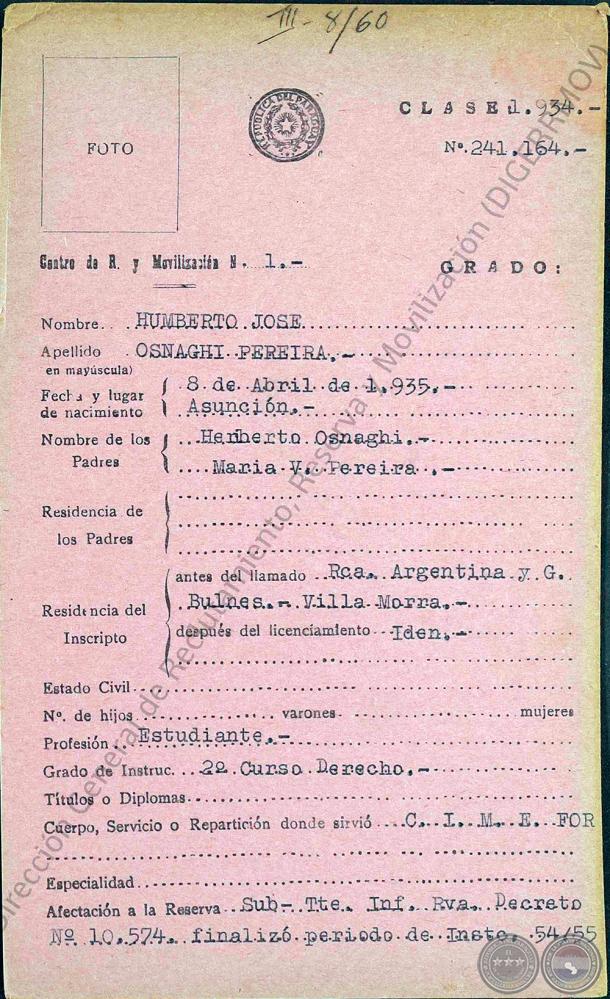 III - 8/60
FOTO
REPUBLICA DEL PARAGUAY
CLASE 1.934.-
Nº. 241.164.-
Centro de R. y Movilización N. 1.-
GRADO:
Nombre HUMBERTO JOSE
Apellido OSNAGHI PEREIRA.-
en mayúscula)
Fecha y lugar de nacimiento 8 de Abril de 1.935.-
Asunción.-
Nombre de los Padres Heriberto Osnaghi.-
Maria V. Pereira.-
Residencia de
los Padres
Residencia del Inscripto
antes del llamado Rca. Argentina y G.
Bulnes.- Villa Morra.-
después del licenciamiento Iden.-
Estado Civil
Nº. de hijos varones mujeres
Profesión Estudiante.-
Grado de Instruc. 2º Curso Derecho.-
Títulos o Diplomas
Cuerpo, Servicio o Repartición donde sirvió C. I. M. E. FOR
Especialidad
Afectación a la Reserva Sub- Tte. Inf. Rva. Decreto
Nº 10.574. finalizó periodo de Insto. 54/55
Dirección General de Reclutamiento, Reserva y Movilización (DIGERREMOV)